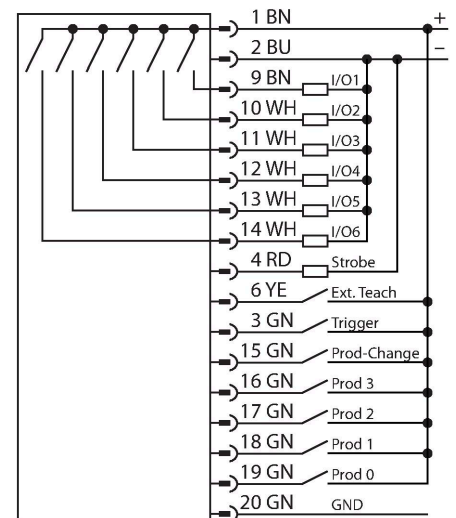 1 BN +
2 BU −
9 BN I/O1
10 WH I/O2
11 WH I/O3
12 WH I/O4
13 WH I/O5
14 WH I/O6
4 RD Strobe
6 YE Ext. Teach
3 GN Trigger
15 GN Prod-Change
16 GN Prod 3
17 GN Prod 2
18 GN Prod 1
19 GN Prod 0
20 GN GND